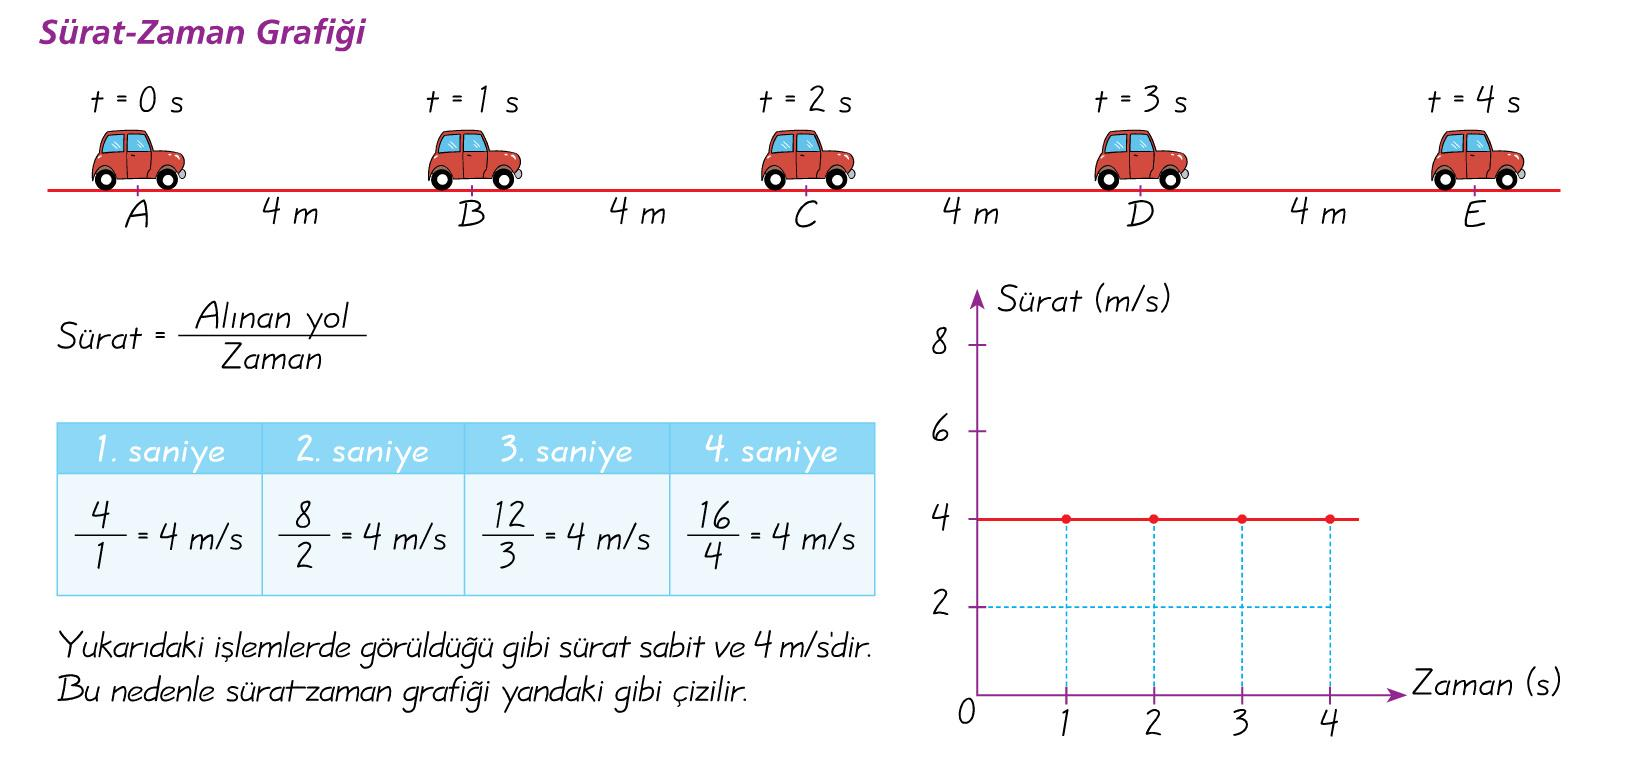 Sürat-Zaman Grafiği
t = 0 s t = 1 s t = 2 s t = 3 s t = 4 s
A 4 m B 4 m C 4 m D 4 m E
Sürat = Alınan yol / Zaman
1. saniye 2. saniye 3. saniye 4. saniye
4/1 = 4 m/s 8/2 = 4 m/s 12/3 = 4 m/s 16/4 = 4 m/s
Yukarıdaki işlemlerde görüldüğü gibi sürat sabit ve 4 m/s'dir.
Bu nedenle sürat-zaman grafiği yandaki gibi çizilir.
Sürat (m/s)
8
6
4
2
0 1 2 3 4
Zaman (s)